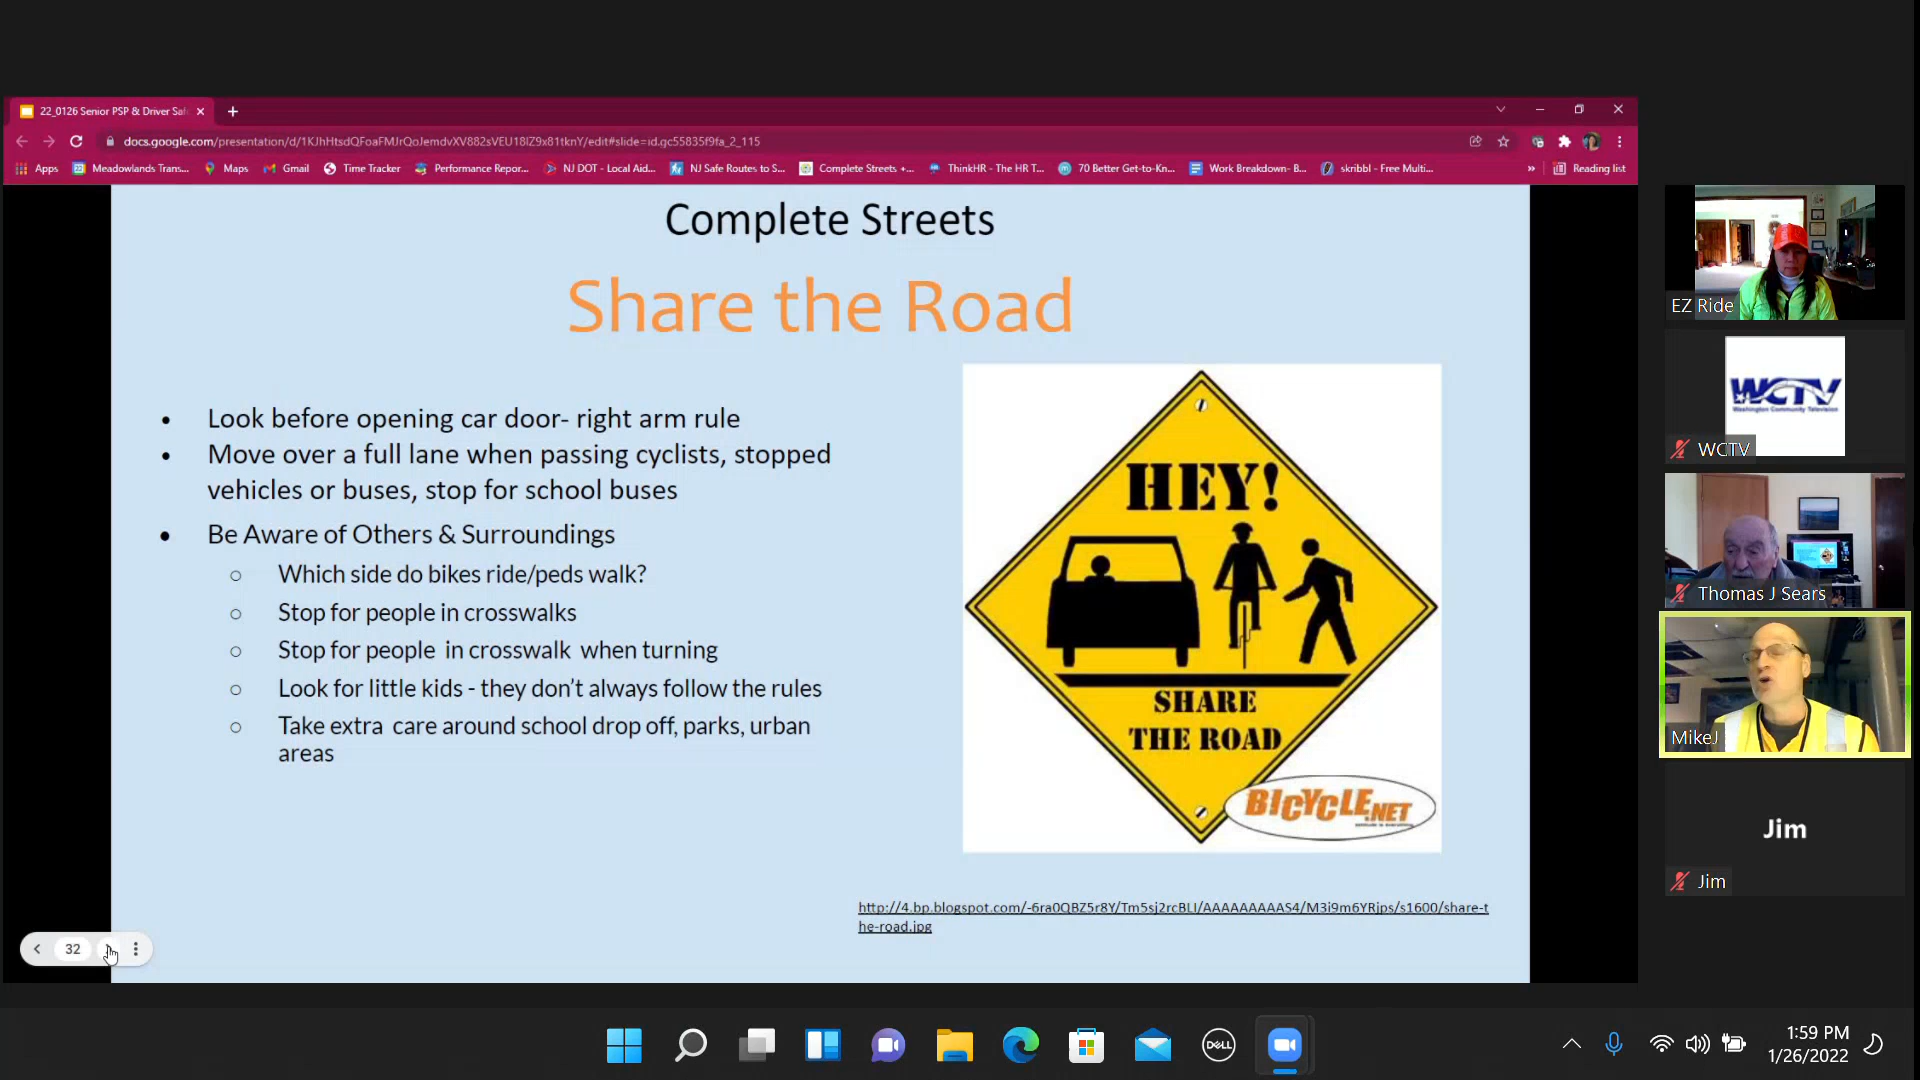 22_0126 Senior PSP & Driver Saf
docs.google.com/presentation/d/1KJhHtsdQFoaFMJrQoJemdvXV882sVEU18IZ9x81tknY/edit#slide=id.gc55835f9fa_2_115
Apps Meadowlands Trans... Maps Gmail Time Tracker Performance Repor... NJ DOT - Local Aid... NJ Safe Routes to S... Complete Streets +... ThinkHR - The HR T... 70 Better Get-to-Kn... Work Breakdown- B... skribbl - Free Multi... » Reading list
Complete Streets
Share the Road
• Look before opening car door- right arm rule
• Move over a full lane when passing cyclists, stopped
vehicles or buses, stop for school buses
• Be Aware of Others & Surroundings
○ Which side do bikes ride/peds walk?
○ Stop for people in crosswalks
○ Stop for people in crosswalk when turning
○ Look for little kids - they don't always follow the rules
○ Take extra care around school drop off, parks, urban
areas
HEY!
SHARE
THE ROAD
BICYCLE.NET
http://4.bp.blogspot.com/-6ra0QBZ5r8Y/Tm5sj2rcBLI/AAAAAAAAAS4/M3i9m6YRjps/s1600/share-t
he-road.jpg
32
EZ Ride
WCTV
Washington Community Television
WCTV
Thomas J Sears
MikeJ
Jim
Jim
DELL
1:59 PM
1/26/2022